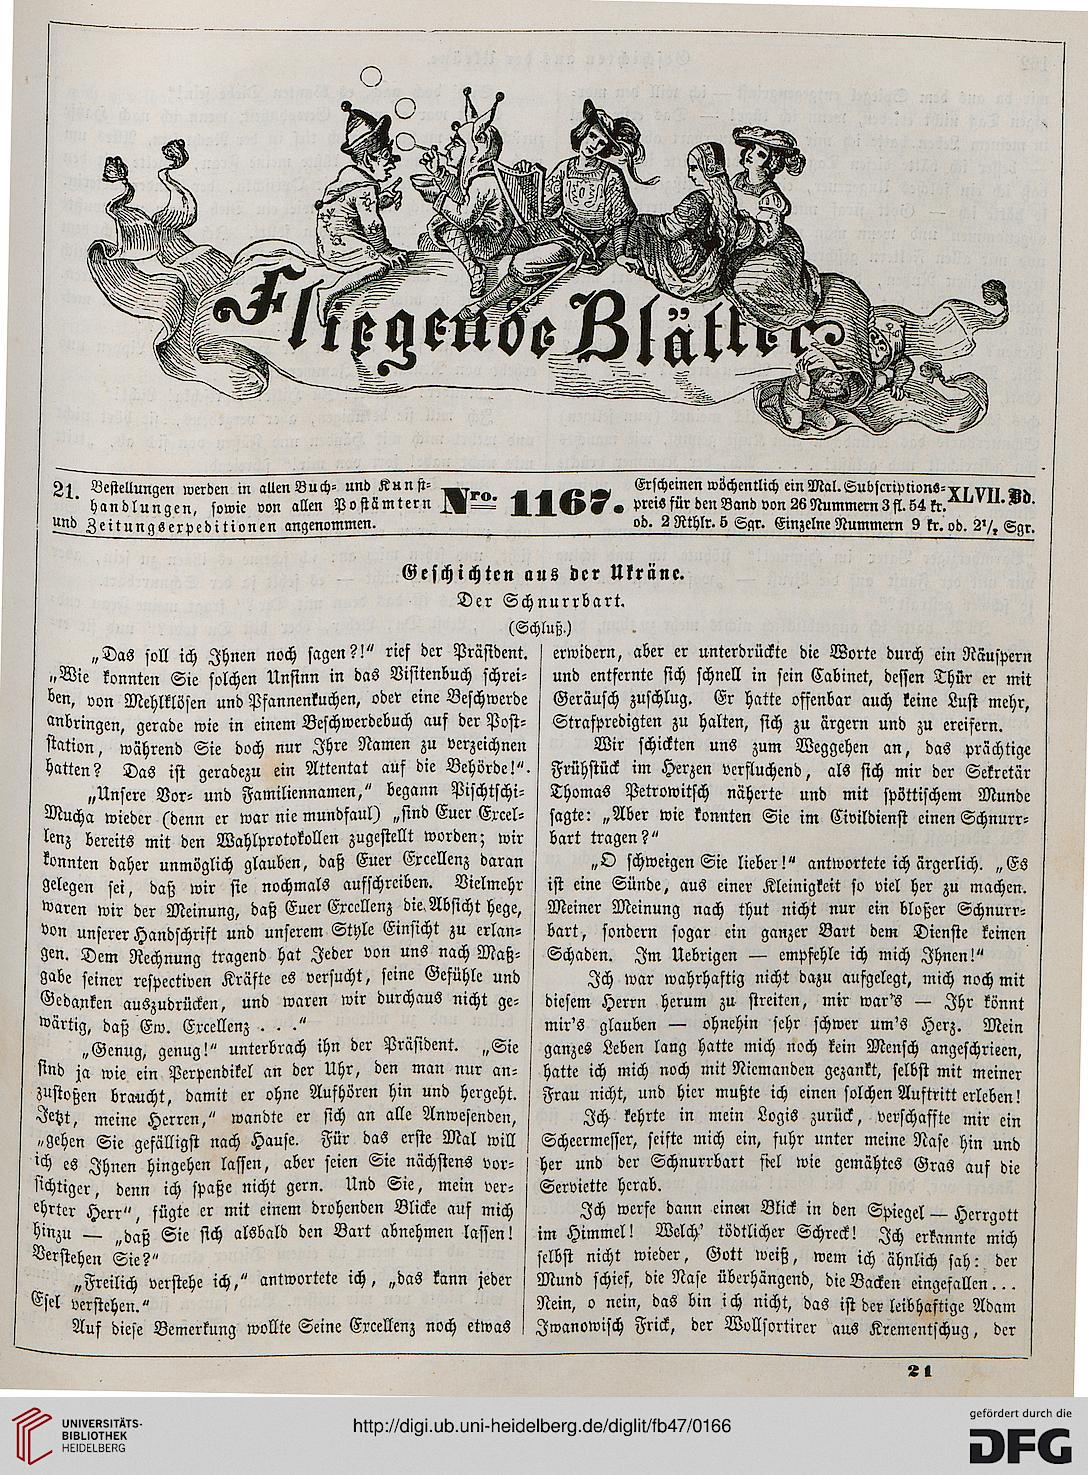 Fliegende Blätter
21. Bestellungen werden in allen Buch- und Kunst-
handlungen, sowie von allen Postämtern
und Zeitungsexpeditionen angenommen.
Nro. 1167.
Erscheinen wöchentlich ein Mal. Subscriptions-
preis für den Band von 26 Nummern 3 fl. 54 kr.
od. 2 Rthlr. 5 Sgr. Einzelne Nummern 9 kr. od. 2½ Sgr.
XLVII. Bd.
Geschichten aus der Ukräne.
Der Schnurrbart.
(Schluß.)
„Das soll ich Ihnen noch sagen?!“ rief der Präsident.
„Wie konnten Sie solchen Unsinn in das Visitenbuch schrei-
ben, von Mehlklösen und Pfannenkuchen, oder eine Beschwerde
anbringen, gerade wie in einem Beschwerdebuch auf der Post-
station, während Sie doch nur Ihre Namen zu verzeichnen
hatten? Das ist geradezu ein Attentat auf die Behörde!“.
„Unsere Vor- und Familiennamen,“ begann Pischtschi-
Mucha wieder (denn er war nie mundfaul) „sind Euer Excel-
lenz bereits mit den Wahlprotokollen zugestellt worden; wir
konnten daher unmöglich glauben, daß Euer Excellenz daran
gelegen sei, daß wir sie nochmals aufschreiben. Vielmehr
waren wir der Meinung, daß Euer Excellenz die Absicht hege,
von unserer Handschrift und unserem Style Einsicht zu erlan-
gen. Dem Rechnung tragend hat Jeder von uns nach Maß-
gabe seiner respectiven Kräfte es versucht, seine Gefühle und
Gedanken auszudrücken, und waren wir durchaus nicht ge-
wärtig, daß Ew. Excellenz . . .“
„Genug, genug!“ unterbrach ihn der Präsident. „Sie
sind ja wie ein Perpendikel an der Uhr, den man nur an-
zustoßen braucht, damit er ohne Aufhören hin und hergeht.
Jetzt, meine Herren,“ wandte er sich an alle Anwesenden,
„gehen Sie gefälligst nach Hause. Für das erste Mal will
ich es Ihnen hingehen lassen, aber seien Sie nächstens vor-
sichtiger, denn ich spaße nicht gern. Und Sie, mein ver-
ehrter Herr“, fügte er mit einem drohenden Blicke auf mich
hinzu — „daß Sie sich alsbald den Bart abnehmen lassen!
Verstehen Sie?“
„Freilich verstehe ich,“ antwortete ich, „das kann jeder
Esel verstehen.“
Auf diese Bemerkung wollte Seine Excellenz noch etwas
erwidern, aber er unterdrückte die Worte durch ein Räuspern
und entfernte sich schnell in sein Cabinet, dessen Thür er mit
Geräusch zuschlug. Er hatte offenbar auch keine Lust mehr,
Strafpredigten zu halten, sich zu ärgern und zu ereifern.
Wir schickten uns zum Weggehen an, das prächtige
Frühstück im Herzen verfluchend, als sich mir der Sekretär
Thomas Petrowitsch näherte und mit spöttischem Munde
sagte: „Aber wie konnten Sie im Civildienst einen Schnurr-
bart tragen?“
„O schweigen Sie lieber!“ antwortete ich ärgerlich. „Es
ist eine Sünde, aus einer Kleinigkeit so viel her zu machen.
Meiner Meinung nach thut nicht nur ein bloßer Schnurr-
bart, sondern sogar ein ganzer Bart dem Dienste keinen
Schaden. Im Uebrigen — empfehle ich mich Ihnen!“
Ich war wahrhaftig nicht dazu aufgelegt, mich noch mit
diesem Herrn herum zu streiten, mir war's — Ihr könnt
mir's glauben — ohnehin sehr schwer um's Herz. Mein
ganzes Leben lang hatte mich noch kein Mensch angeschrieen,
hatte ich mich noch mit Niemanden gezankt, selbst mit meiner
Frau nicht, und hier mußte ich einen solchen Auftritt erleben!
Ich kehrte in mein Logis zurück, verschaffte mir ein
Scheermesser, seifte mich ein, fuhr unter meine Nase hin und
her und der Schnurrbart fiel wie gemähtes Gras auf die
Serviette herab.
Ich werfe dann einen Blick in den Spiegel — Herrgott
im Himmel! Welch' tödtlicher Schreck! Ich erkannte mich
selbst nicht wieder, Gott weiß, wem ich ähnlich sah: der
Mund schief, die Nase überhängend, die Backen eingefallen...
Nein, o nein, das bin ich nicht, das ist der leibhaftige Adam
Iwanowisch Frick, der Wollsortirer aus Krementschug, der
21
UNIVERSITÄTS-
BIBLIOTHEK
HEIDELBERG
http://digi.ub.uni-heidelberg.de/diglit/fb47/0166
gefördert durch die
DFG